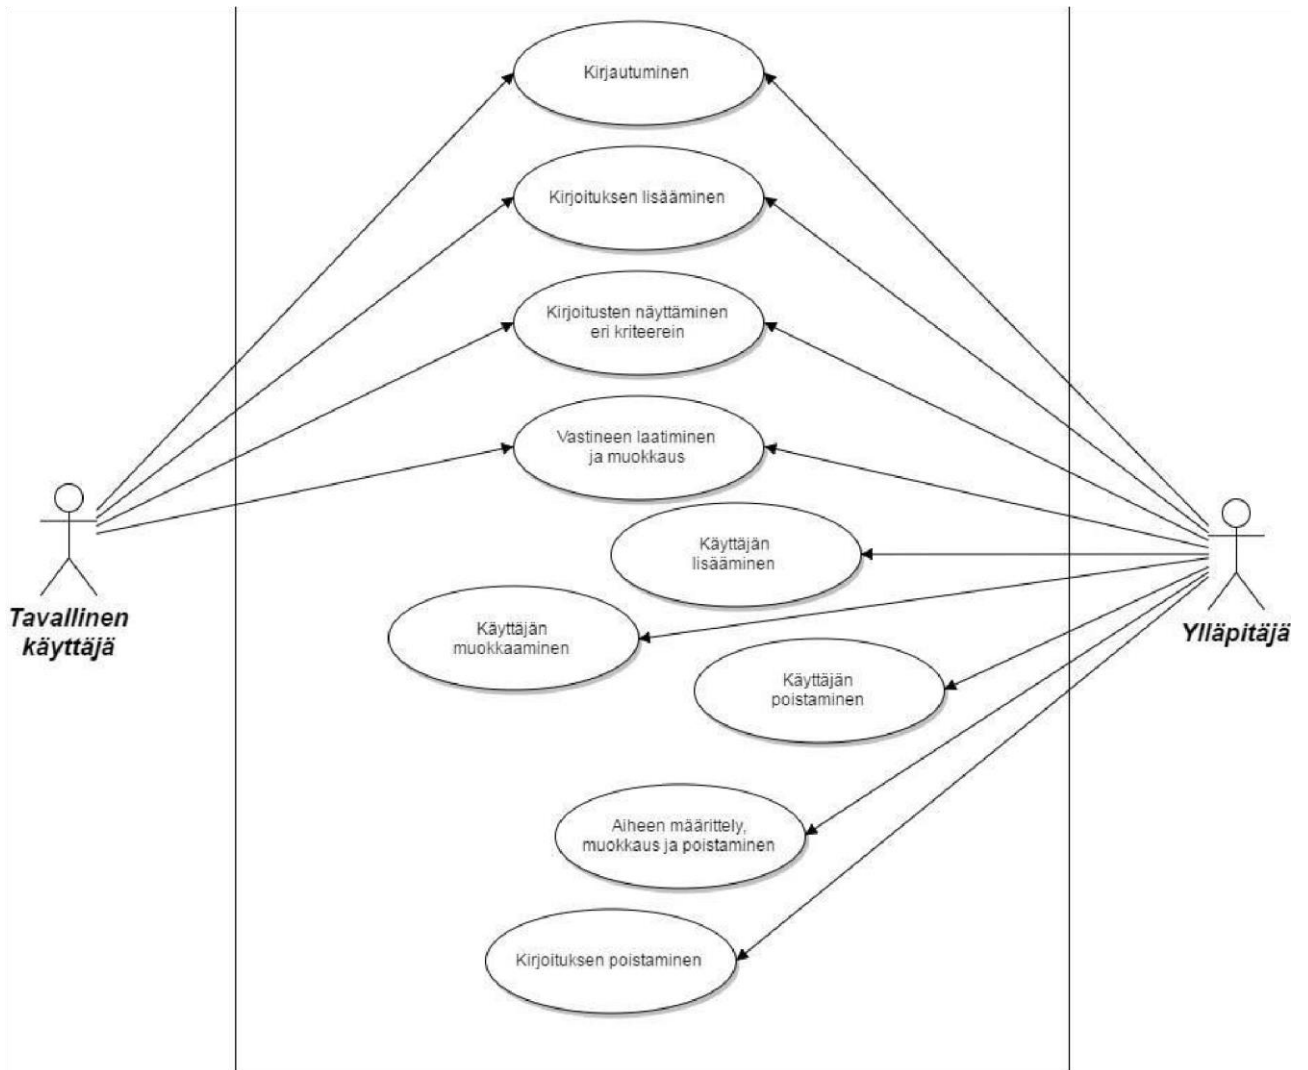 Kirjautuminen
Kirjoituksen lisääminen
Kirjoitusten näyttäminen
eri kriteerein
Vastineen laatiminen
ja muokkaus
Käyttäjän
lisääminen
Tavallinen
käyttäjä
Käyttäjän
muokkaaminen
Ylläpitäjä
Käyttäjän
poistaminen
Aiheen määrittely,
muokkaus ja poistaminen
Kirjoituksen poistaminen